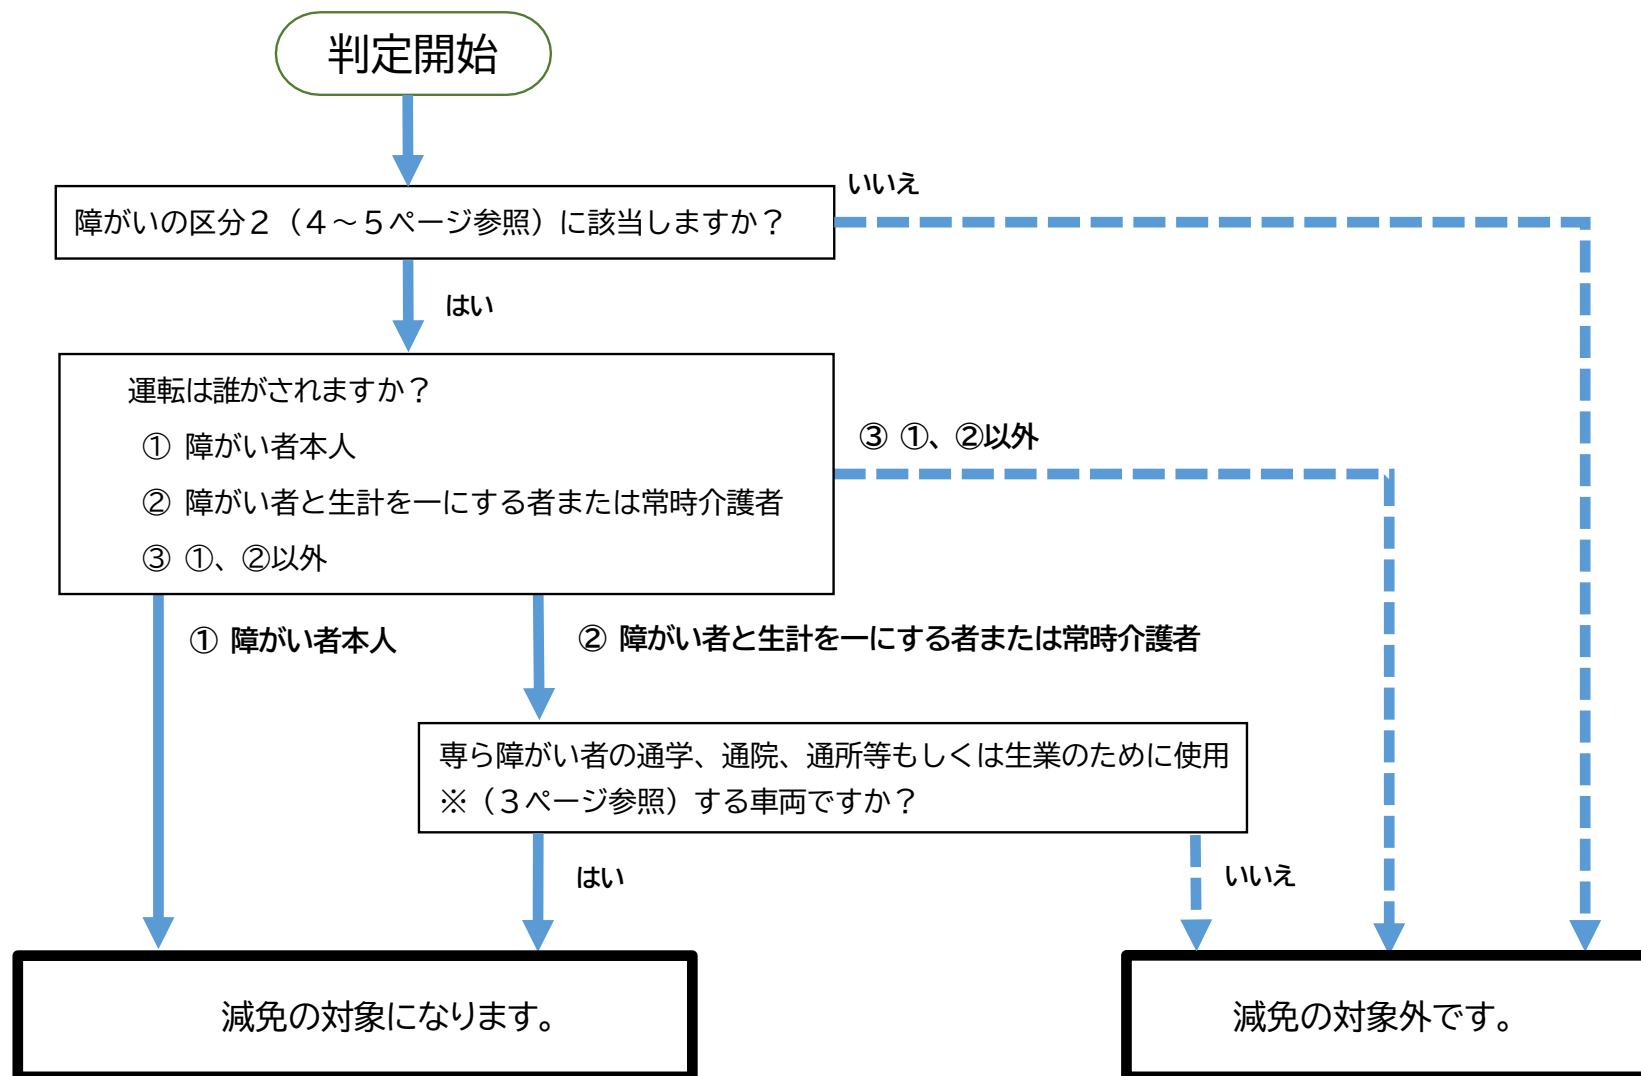 判定開始
障がいの区分２（４～５ページ参照）に該当しますか？
いいえ
はい
運転は誰がされますか？
① 障がい者本人
② 障がい者と生計を一にする者または常時介護者
③ ①、②以外
③ ①、②以外
① 障がい者本人
② 障がい者と生計を一にする者または常時介護者
専ら障がい者の通学、通院、通所等もしくは生業のために使用
※（３ページ参照）する車両ですか？
はい
いいえ
減免の対象になります。
減免の対象外です。